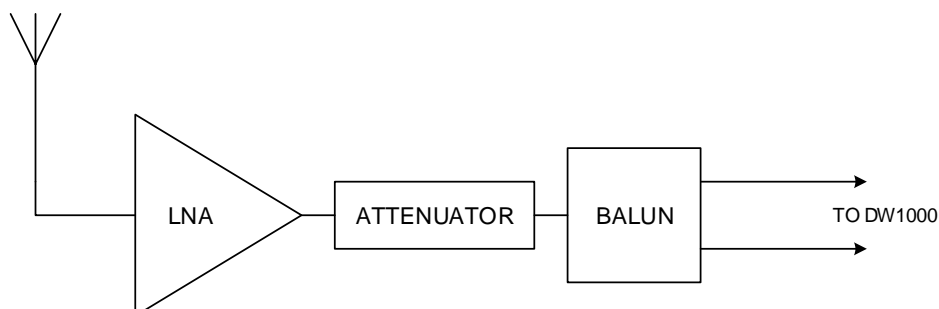 LNA
ATTENUATOR
BALUN
TO DW1000